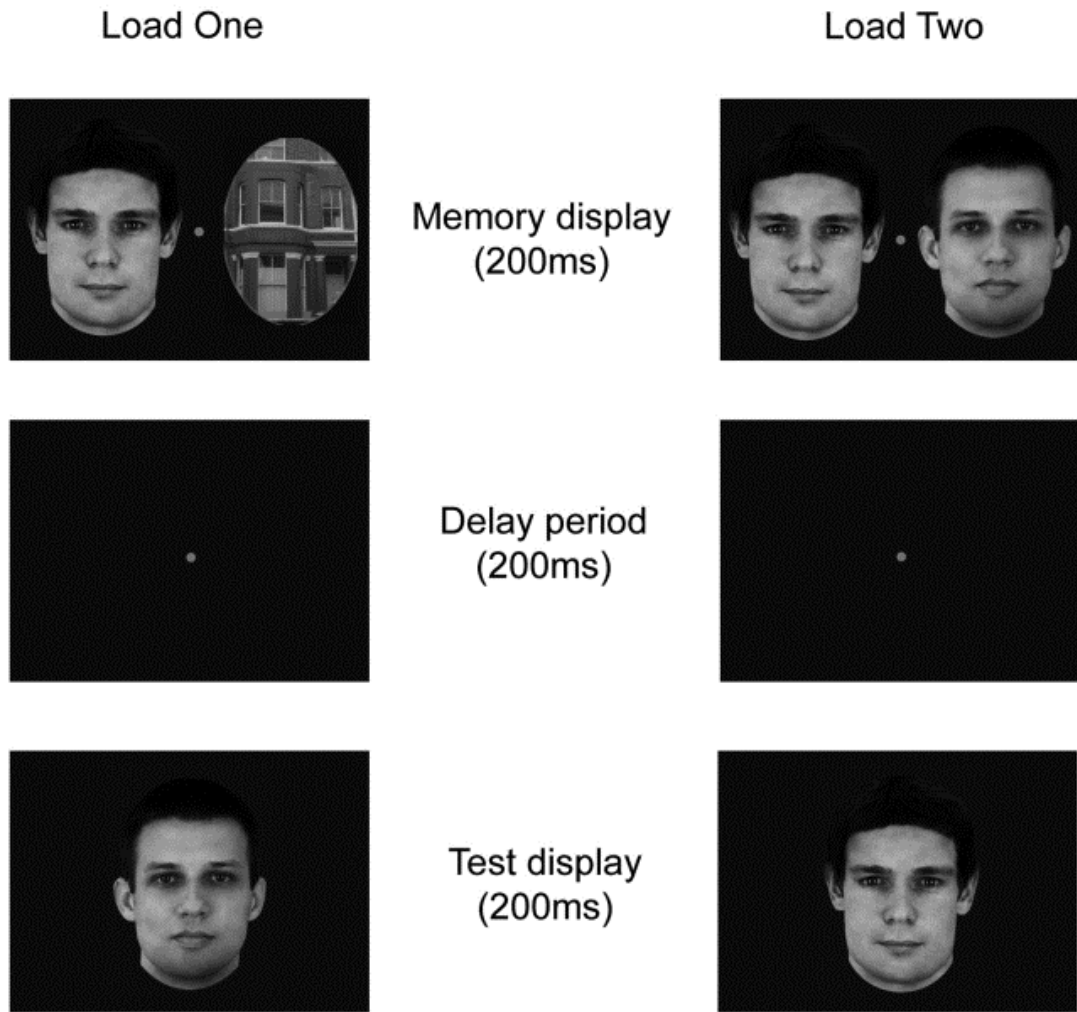 Load One
Load Two
Memory display
(200ms)
Delay period
(200ms)
Test display
(200ms)